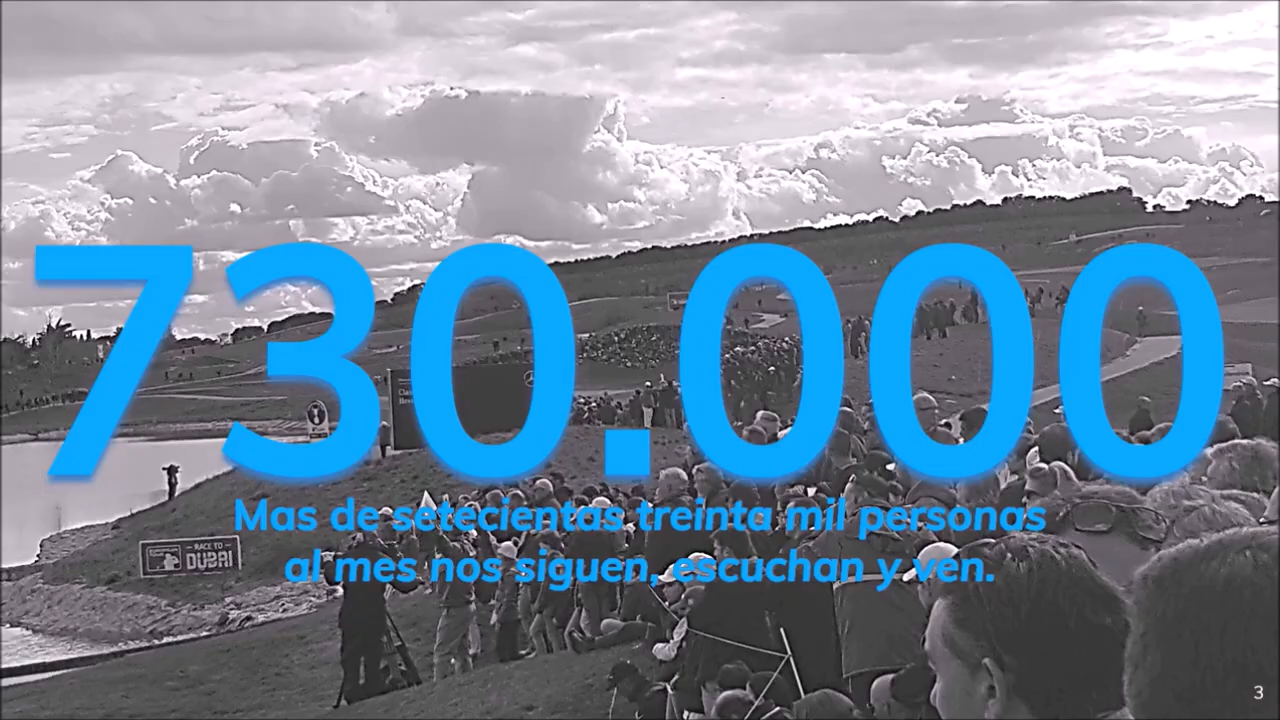 730.000
Mas de setecientas treinta mil personas
al mes nos siguen, escuchan y ven.
RACE TO
DUBAI
3